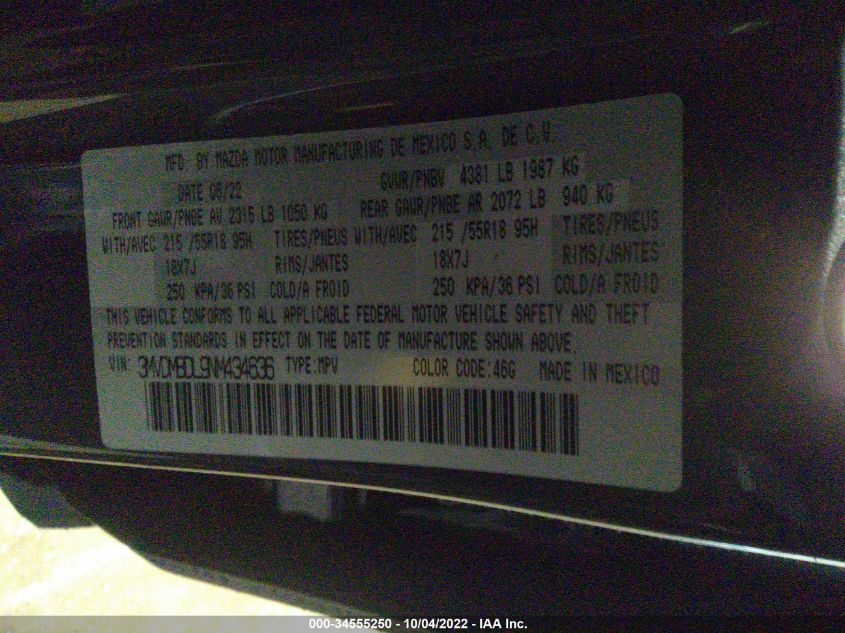 MFD. BY MAZDA MOTOR MANUFACTURING DE MEXICO S.A. DE C.V.
DATE 08/22 GVWR/PNBV 4381 LB 1987 KG
FRONT GAWR/PNBE AV 2315 LB 1050 KG REAR GAWR/PNBE AR 2072 LB 940 KG
WITH/AVEC 215 /55R18 95H TIRES/PNEUS WITH/AVEC 215 /55R18 95H TIRES/PNEUS
18X7J RIMS/JANTES 18X7J RIMS/JANTES
250 KPA/36 PSI COLD/A FROID 250 KPA/36 PSI COLD/A FROID
THIS VEHICLE CONFORMS TO ALL APPLICABLE FEDERAL MOTOR VEHICLE SAFETY AND THEFT
PREVENTION STANDARDS IN EFFECT ON THE DATE OF MANUFACTURE SHOWN ABOVE.
VIN: 3MVDMBDL9NM434636 TYPE:MPV COLOR CODE:46G MADE IN MEXICO
000-34555250 - 10/04/2022 - IAA Inc.